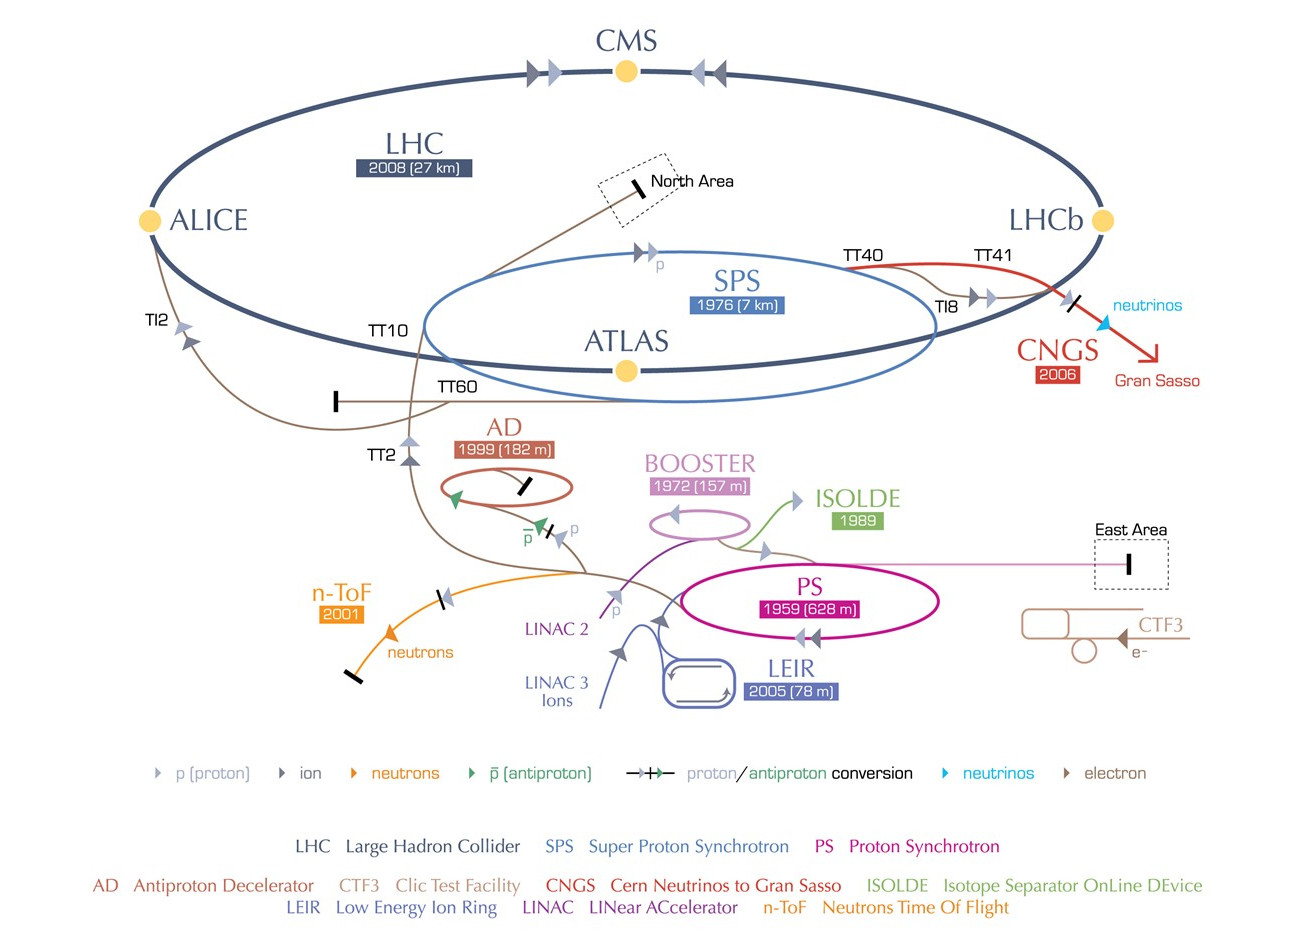 CMS
LHC
2008 (27 km)
North Area
ALICE
LHCb
TT40
TT41
p
SPS
1976 (7 km)
TI8
neutrinos
TI2
TT10
ATLAS
CNGS
2006
Gran Sasso
TT60
AD
1999 (182 m)
TT2
BOOSTER
1972 (157 m)
ISOLDE
1989
p
p̅
East Area
n-ToF
2001
PS
1959 (628 m)
p
LINAC 2
neutrons
CTF3
e-
LEIR
2005 (78 m)
LINAC 3
Ions
p (proton) ion neutrons p̅ (antiproton) proton/antiproton conversion neutrinos electron
LHC Large Hadron Collider SPS Super Proton Synchrotron PS Proton Synchrotron
AD Antiproton Decelerator CTF3 Clic Test Facility CNGS Cern Neutrinos to Gran Sasso ISOLDE Isotope Separator OnLine DEvice
LEIR Low Energy Ion Ring LINAC LINear ACcelerator n-ToF Neutrons Time Of Flight